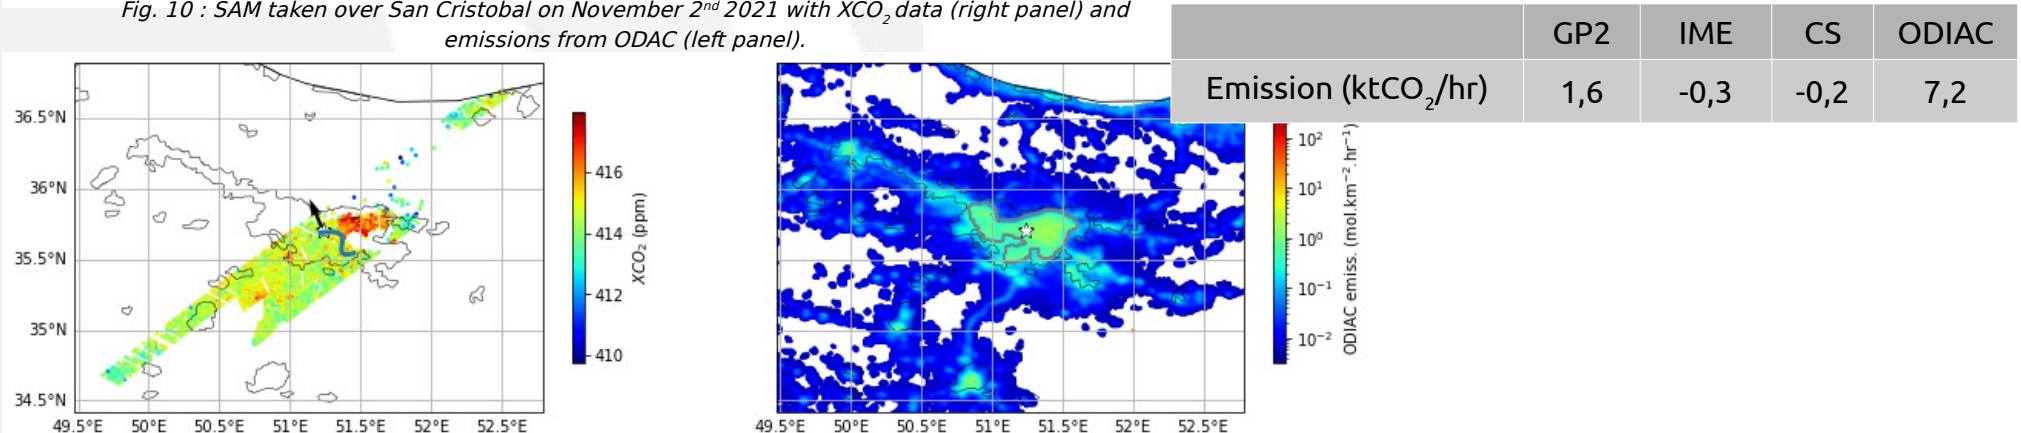 Fig. 10 : SAM taken over San Cristobal on November 2nd 2021 with XCO2 data (right panel) and
emissions from ODAC (left panel).
GP2 IME CS ODIAC
Emission (ktCO2/hr) 1,6 -0,3 -0,2 7,2
36.5°N
36°N
35.5°N
35°N
34.5°N
49.5°E 50°E 50.5°E 51°E 51.5°E 52°E 52.5°E
416
414
412
410
XCO2 (ppm)
49.5°E 50°E 50.5°E 51°E 51.5°E 52°E 52.5°E
10²
10¹
10⁰
10⁻¹
10⁻²
ODIAC emiss. (mol.km⁻².hr⁻¹)